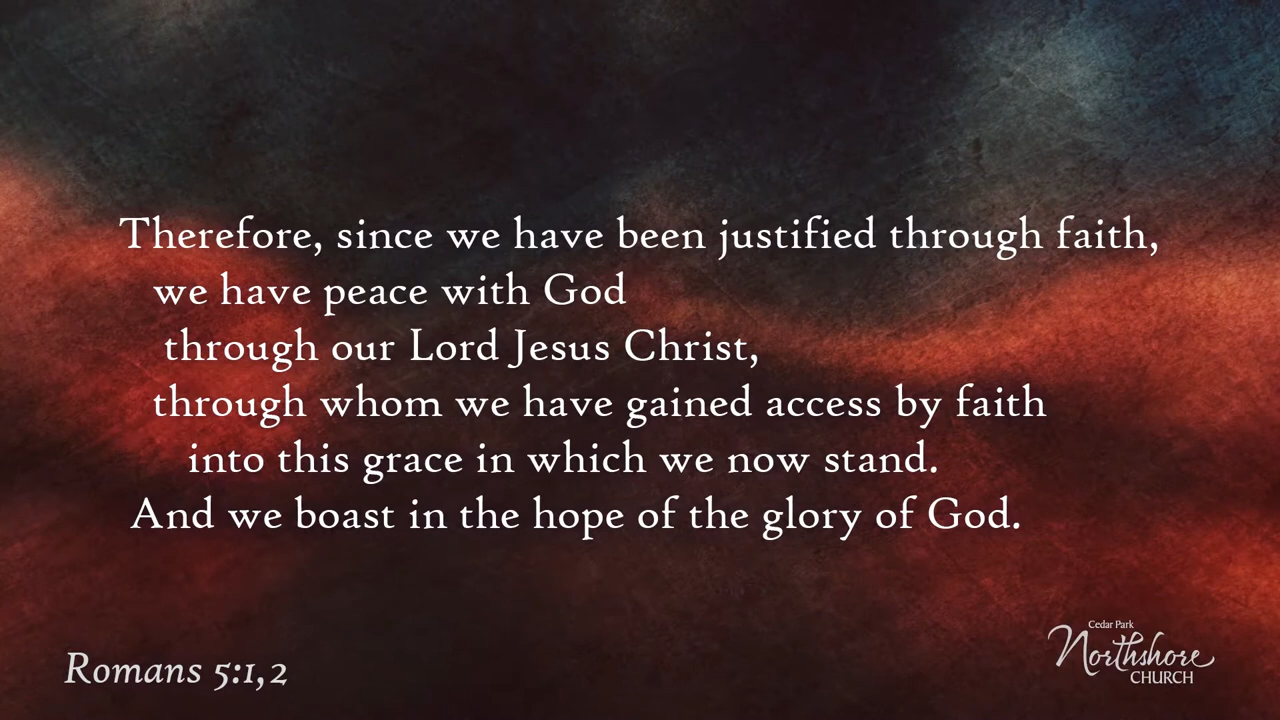 Therefore, since we have been justified through faith,
we have peace with God
through our Lord Jesus Christ,
through whom we have gained access by faith
into this grace in which we now stand.
And we boast in the hope of the glory of God.
Romans 5:1,2
Cedar Park
Northshore
CHURCH